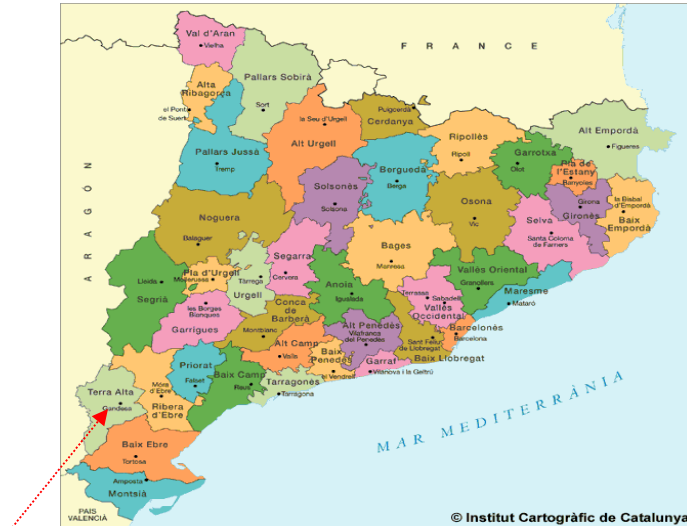 Val d'Aran
Vielha
F R A N C E
Pallars Sobirà
Sort
Alta
Ribagorça
el Pont
de Suert
Puigcerdà
Cerdanya
la Seu d'Urgell
Alt Urgell
Ripollès
Ripoll
Alt Empordà
Figueres
Garrotxa
Olot
Pla de
l'Estany
Banyoles
Pallars Jussà
Tremp
Berguedà
Berga
Solsonès
Solsona
Girona
Gironès
la Bisbal
d'Empordà
Baix
Empordà
Osona
Vic
Selva
Santa Coloma
de Farners
ARAGÓN
Noguera
Balaguer
Bages
Manresa
Segarra
Cervera
Vallès Oriental
Granollers
Maresme
Mataró
Pla d'Urgell
Mollerussa
Tàrrega
Urgell
Lleida
Segrià
Anoia
Igualada
Terrassa
Sabadell
Vallès
Occidental
les Borges
Blanques
Garrigues
Conca
de
Barberà
Montblanc
Alt Penedès
Vilafranca
del Penedès
Sant Feliu
de Llobregat
Baix Llobregat
Barcelonès
Barcelona
Alt Camp
Valls
Baix
Penedès
el Vendrell
Garraf
Vilanova i la Geltrú
Priorat
Falset
Baix Camp
Reus
Tarragonès
Tarragona
Terra Alta
Gandesa
Móra
d'Ebre
Ribera
d'Ebre
MAR MEDITERRÀNIA
Baix Ebre
Tortosa
Amposta
Montsià
PAIS
VALENCIÀ
© Institut Cartogràfic de Catalunya